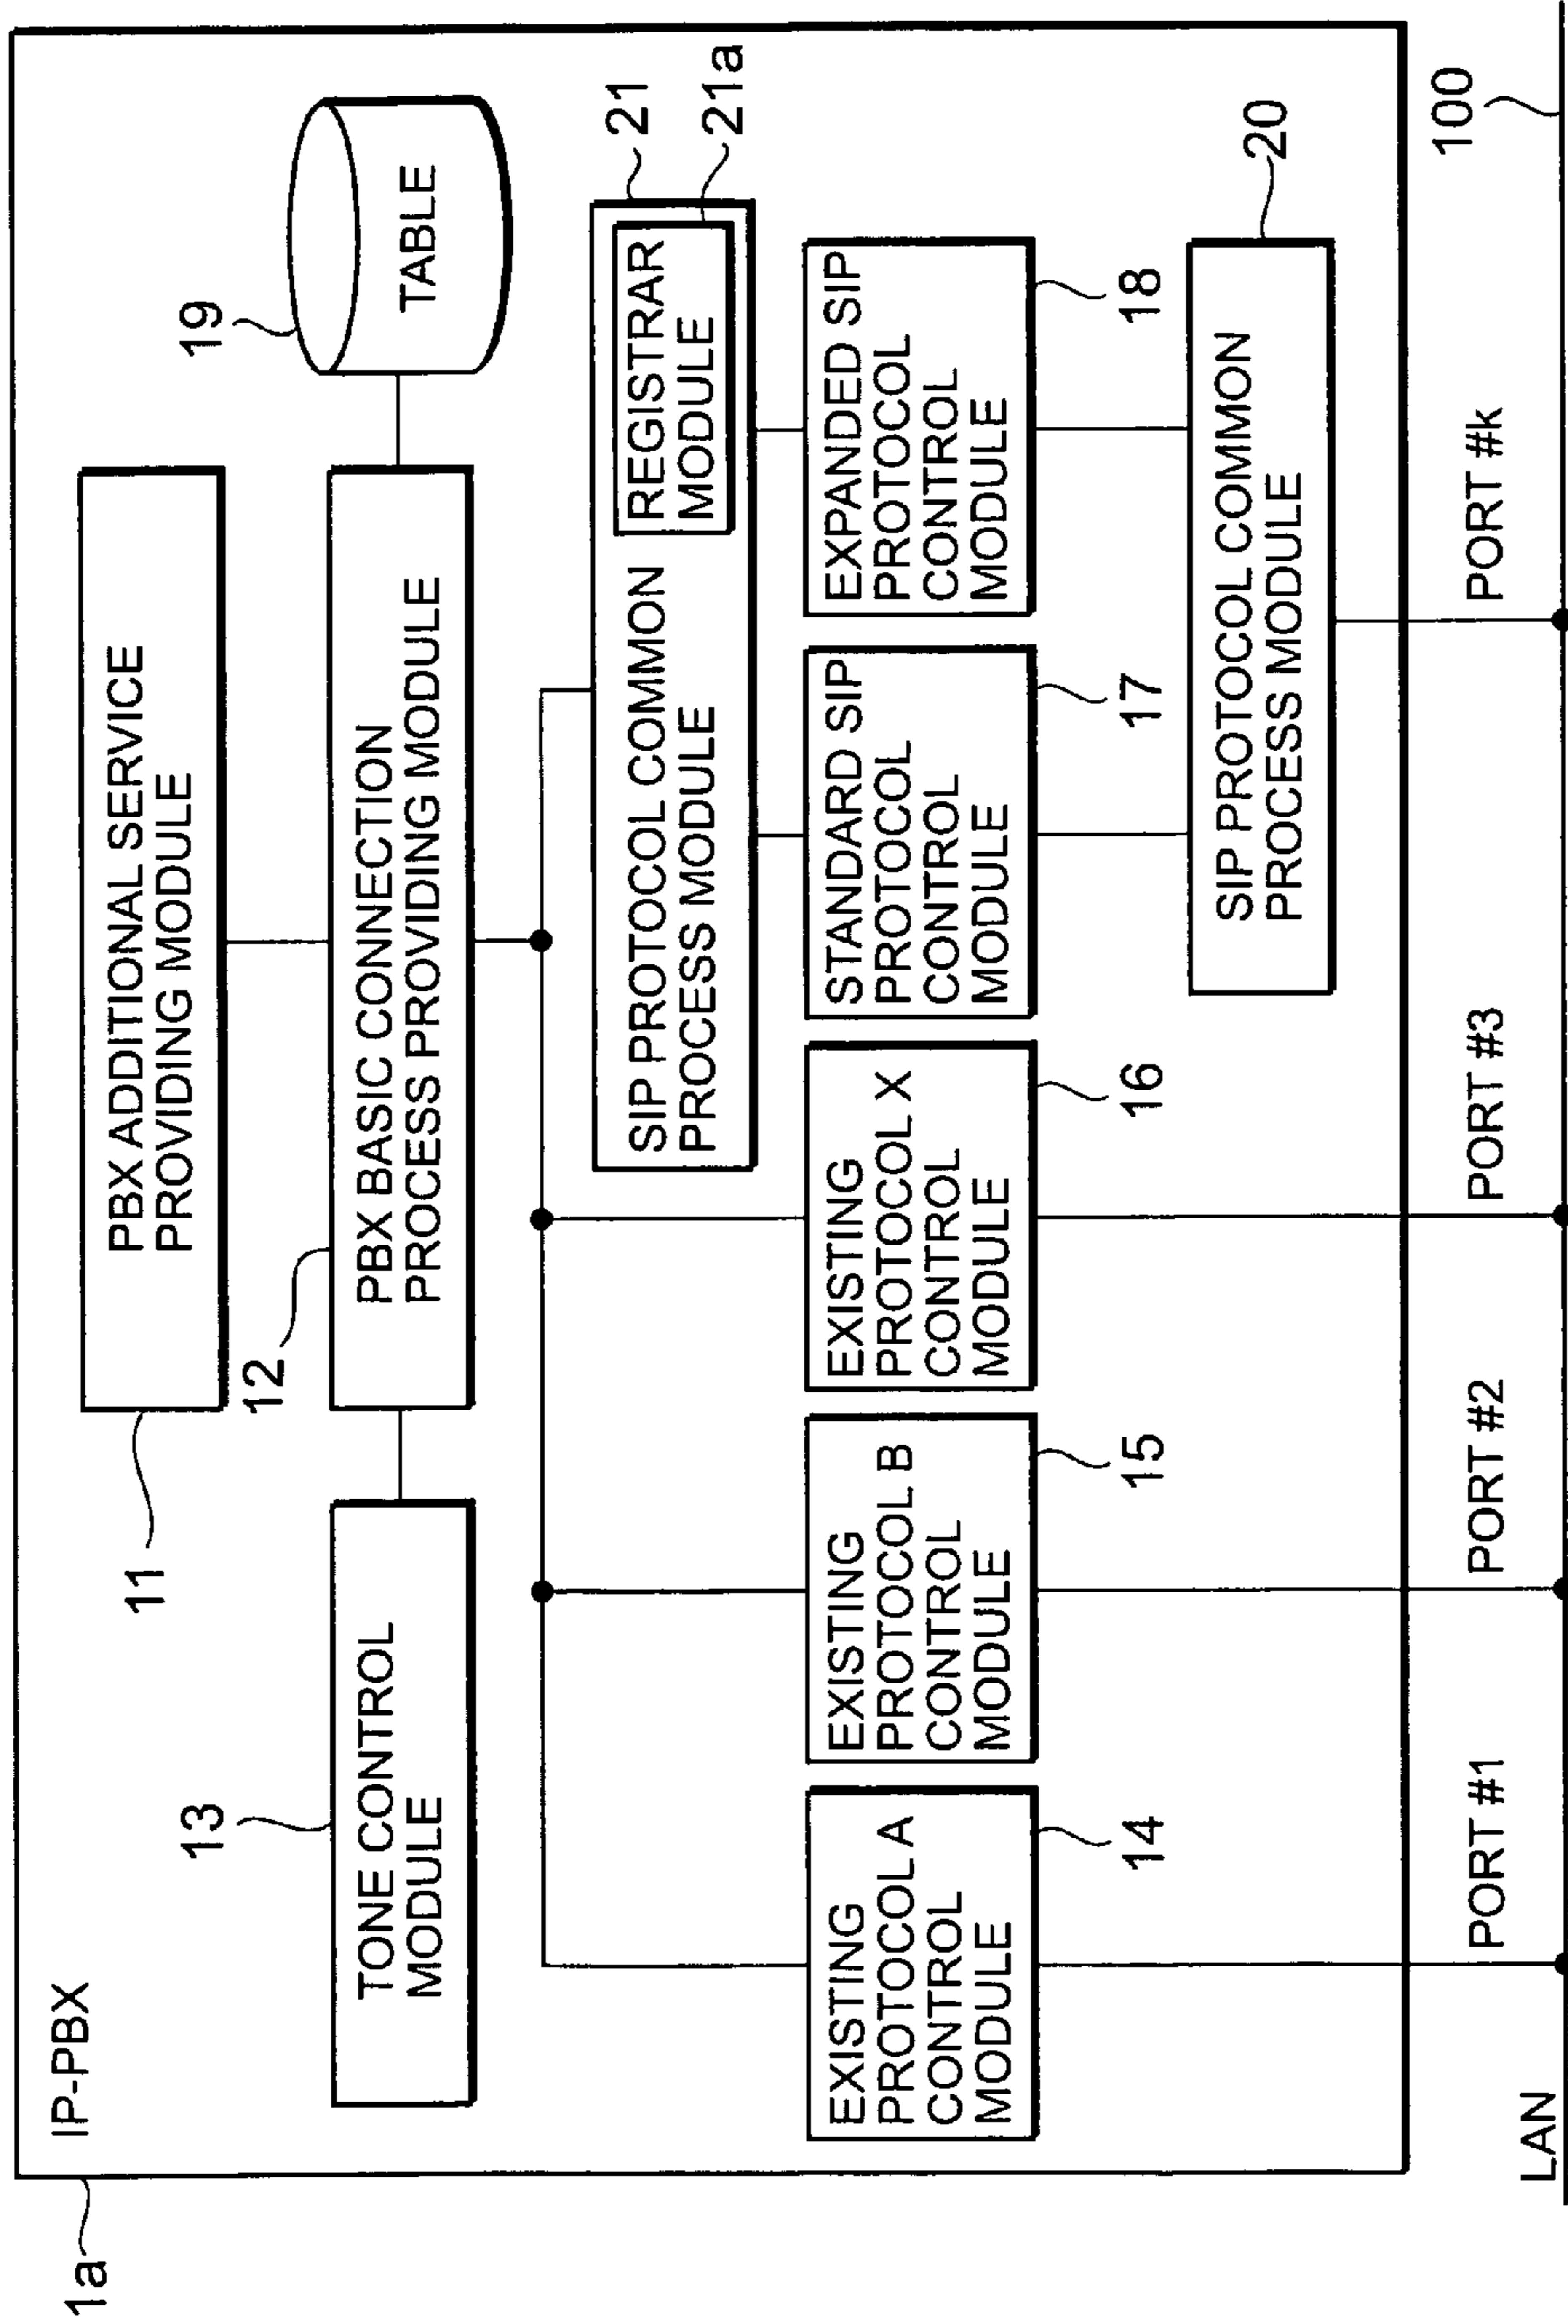 1a
IP-PBX
11
PBX ADDITIONAL SERVICE
PROVIDING MODULE
13
TONE CONTROL
MODULE
12
PBX BASIC CONNECTION
PROCESS PROVIDING MODULE
19
TABLE
SIP PROTOCOL COMMON
PROCESS MODULE
REGISTRAR
MODULE
21
21a
EXISTING
PROTOCOL A
CONTROL
MODULE
14
EXISTING
PROTOCOL B
CONTROL
MODULE
15
EXISTING
PROTOCOL X
CONTROL
MODULE
16
STANDARD SIP
PROTOCOL
CONTROL
MODULE
17
EXPANDED SIP
PROTOCOL
CONTROL
MODULE
18
SIP PROTOCOL COMMON
PROCESS MODULE
20
PORT #1
PORT #2
PORT #3
PORT #k
100
LAN